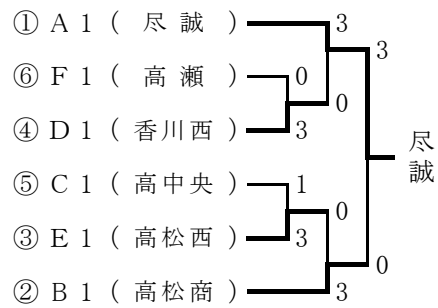 ① A 1 ( 尽 誠 ) 3
3
⑥ F 1 ( 高 瀬 ) 0
0
④ D 1 ( 香川西 ) 3
尽誠
⑤ C 1 ( 高中央 ) 1
0
③ E 1 ( 高松西 ) 3
0
② B 1 ( 高松商 ) 3